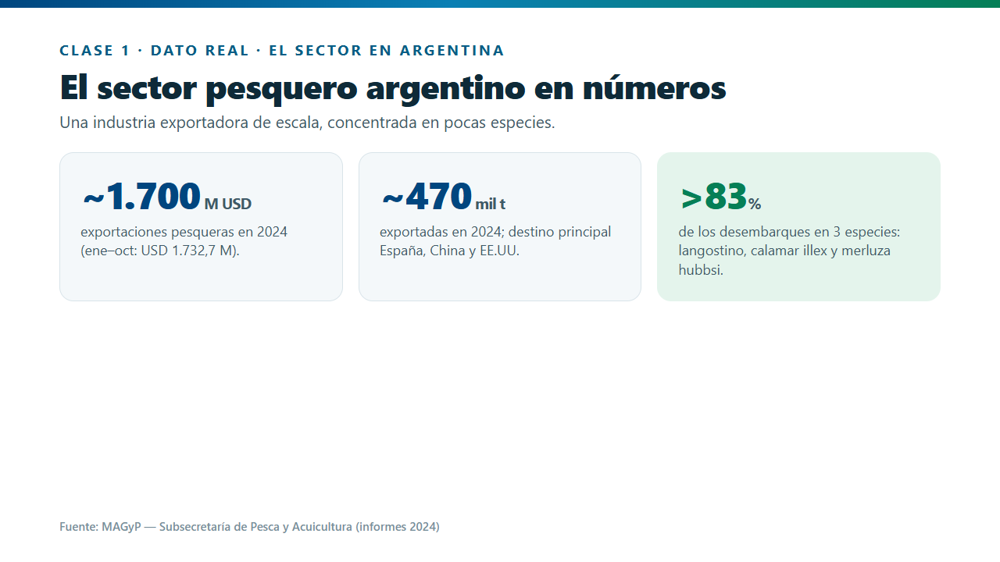 CLASE 1 · DATO REAL · EL SECTOR EN ARGENTINA
El sector pesquero argentino en números
Una industria exportadora de escala, concentrada en pocas especies.
~1.700 M USD
exportaciones pesqueras en 2024
(ene–oct: USD 1.732,7 M).
~470 mil t
exportadas en 2024; destino principal
España, China y EE.UU.
>83%
de los desembarques en 3 especies:
langostino, calamar illex y merluza
hubbsi.
Fuente: MAGyP — Subsecretaría de Pesca y Acuicultura (informes 2024)